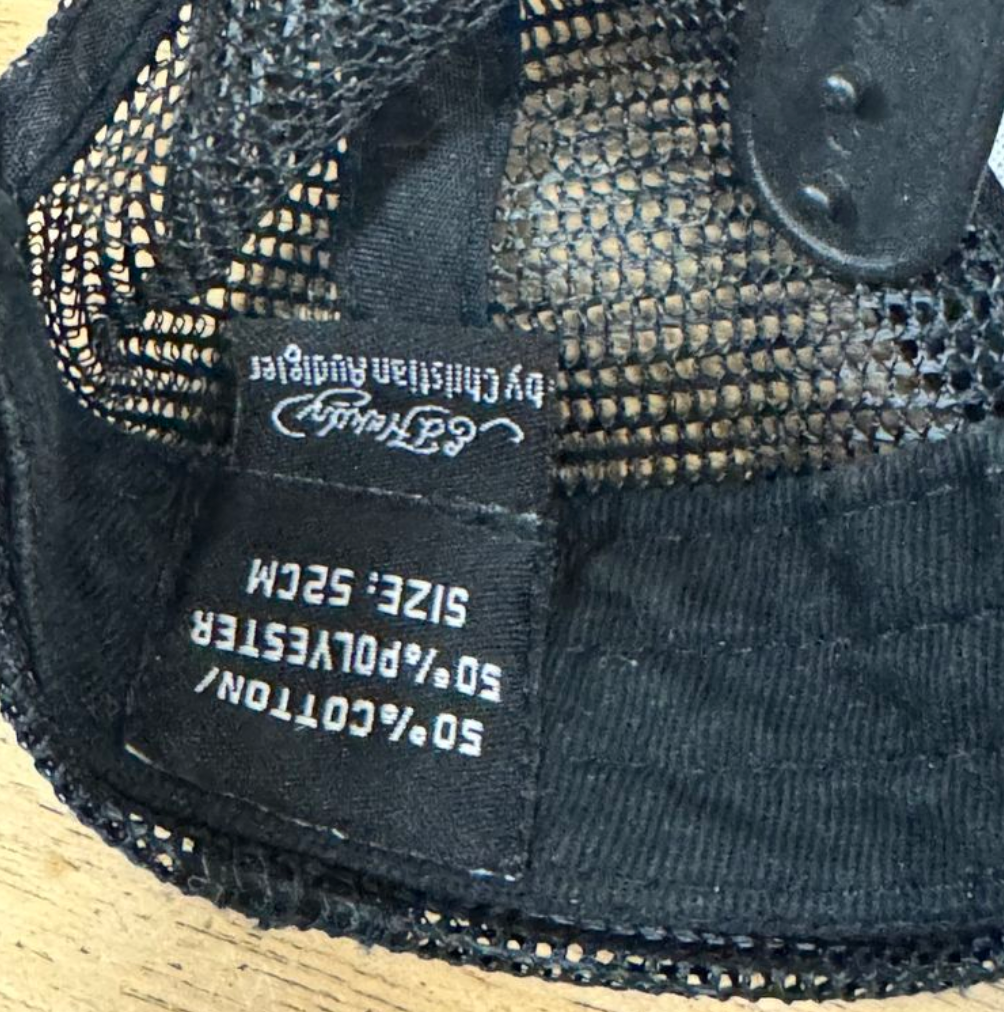 50%COTTON/
50%POLYESTER
SIZE: 52CM
Ed Hardy
by Christian Audigier